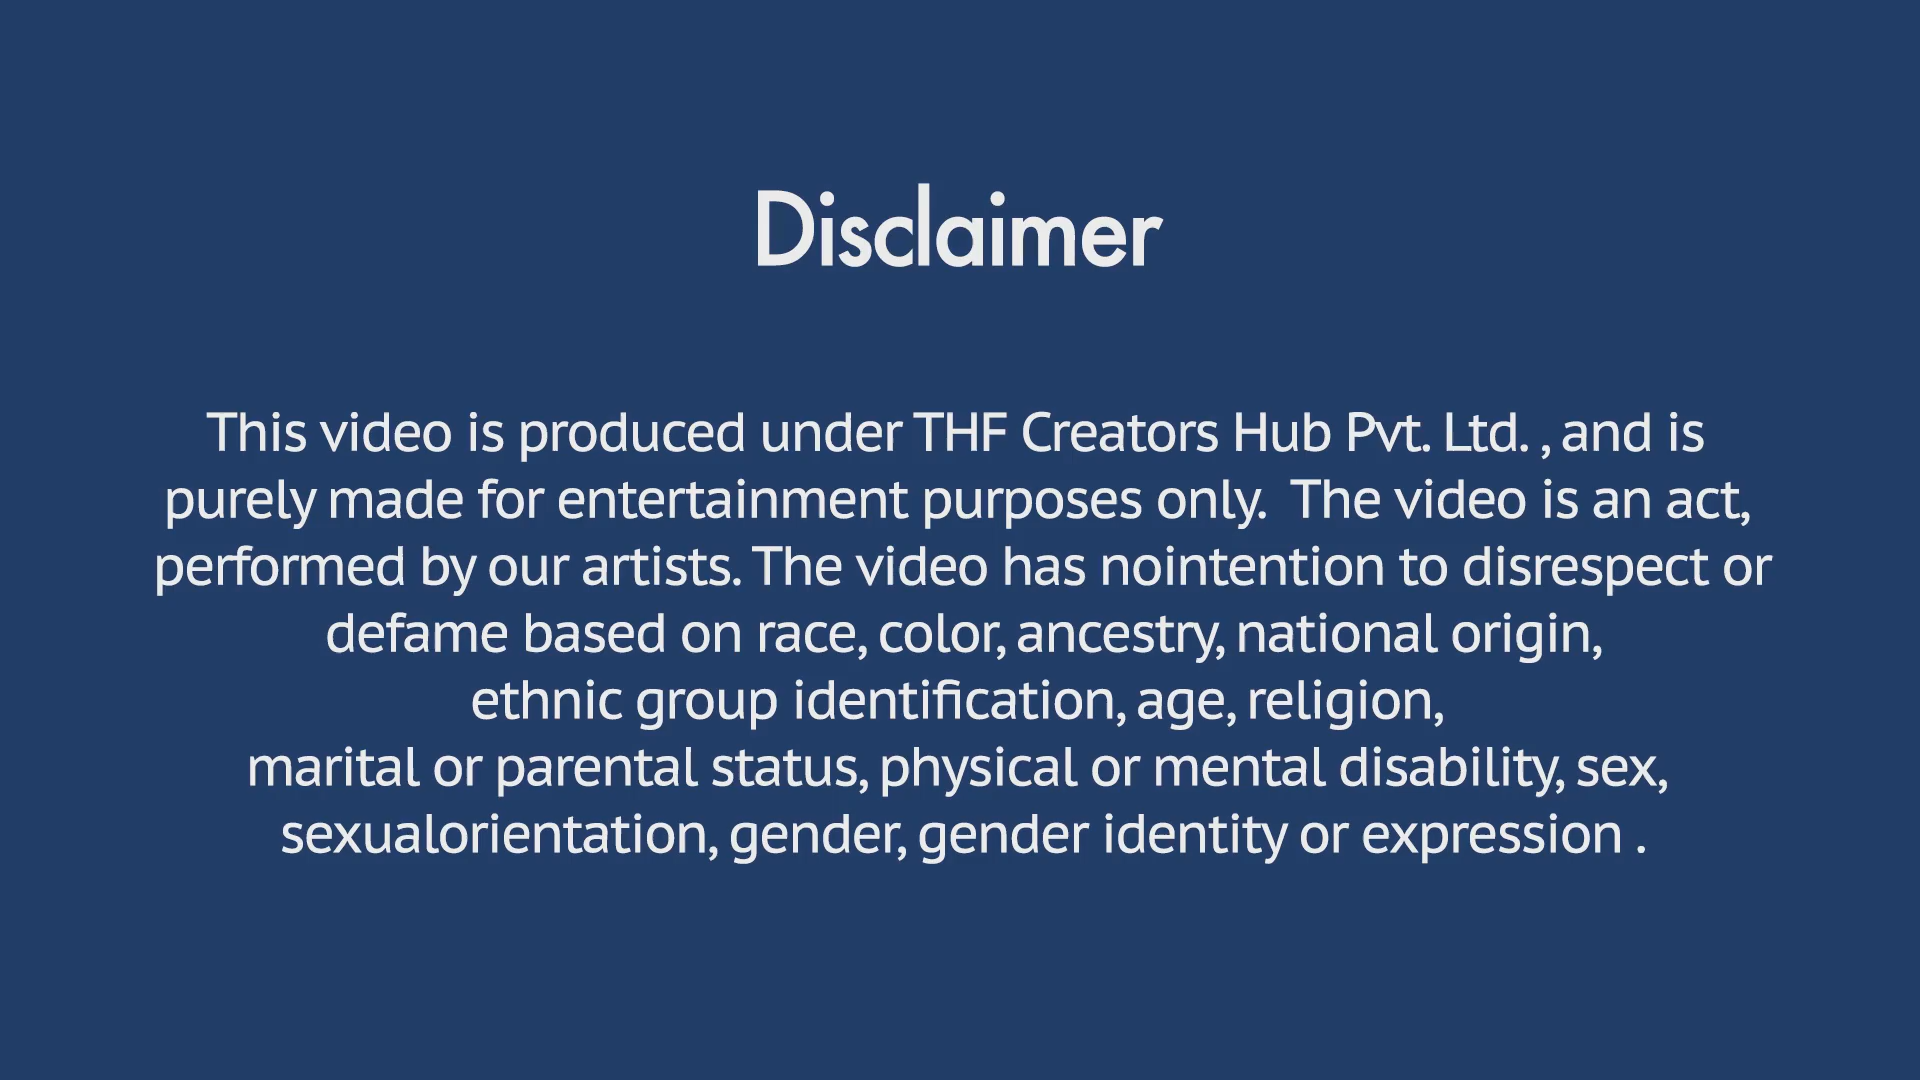 Disclaimer
This video is produced under THF Creators Hub Pvt. Ltd. , and is
purely made for entertainment purposes only.  The video is an act,
performed by our artists. The video has nointention to disrespect or
defame based on race, color, ancestry, national origin,
ethnic group identification, age, religion,
marital or parental status, physical or mental disability, sex,
sexualorientation, gender, gender identity or expression .